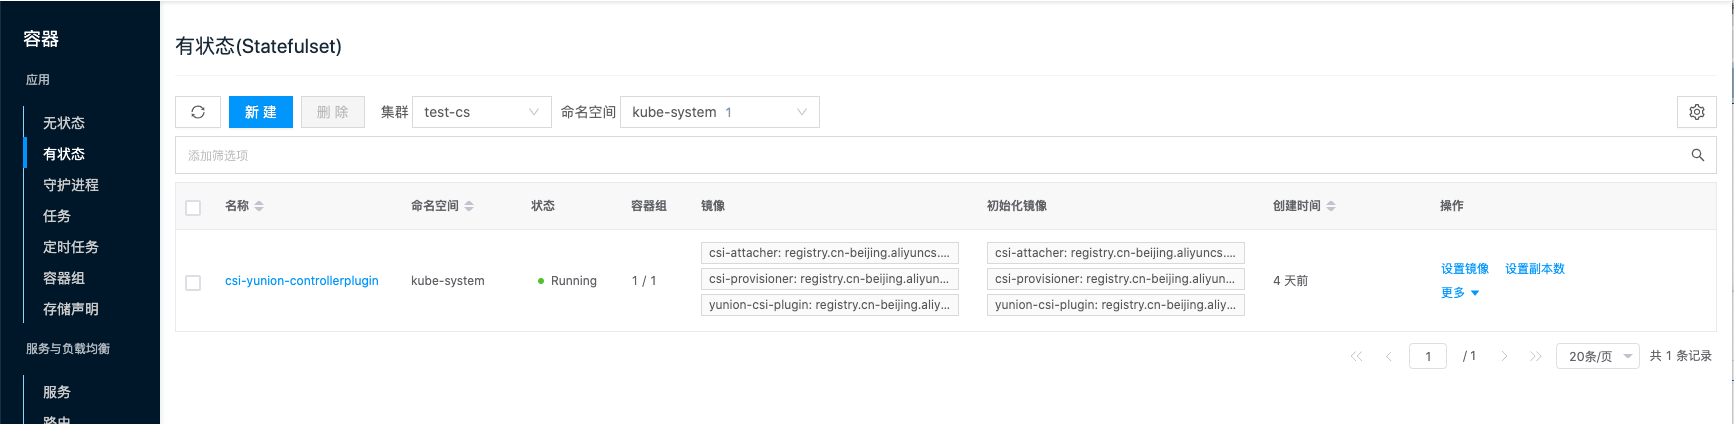 容器
应用
无状态
有状态
守护进程
任务
定时任务
容器组
存储声明
服务与负载均衡
服务
路由
有状态(Statefulset)
新 建 删 除 集群 test-cs 命名空间 kube-system 1
添加筛选项
名称 命名空间 状态 容器组 镜像 初始化镜像 创建时间 操作
csi-yunion-controllerplugin kube-system Running 1 / 1
csi-attacher: registry.cn-beijing.aliyuncs....
csi-provisioner: registry.cn-beijing.aliyun...
yunion-csi-plugin: registry.cn-beijing.aliy...
csi-attacher: registry.cn-beijing.aliyuncs....
csi-provisioner: registry.cn-beijing.aliyun...
yunion-csi-plugin: registry.cn-beijing.aliy...
4 天前
设置镜像 设置副本数
更多
1 / 1 20条/页 共 1 条记录